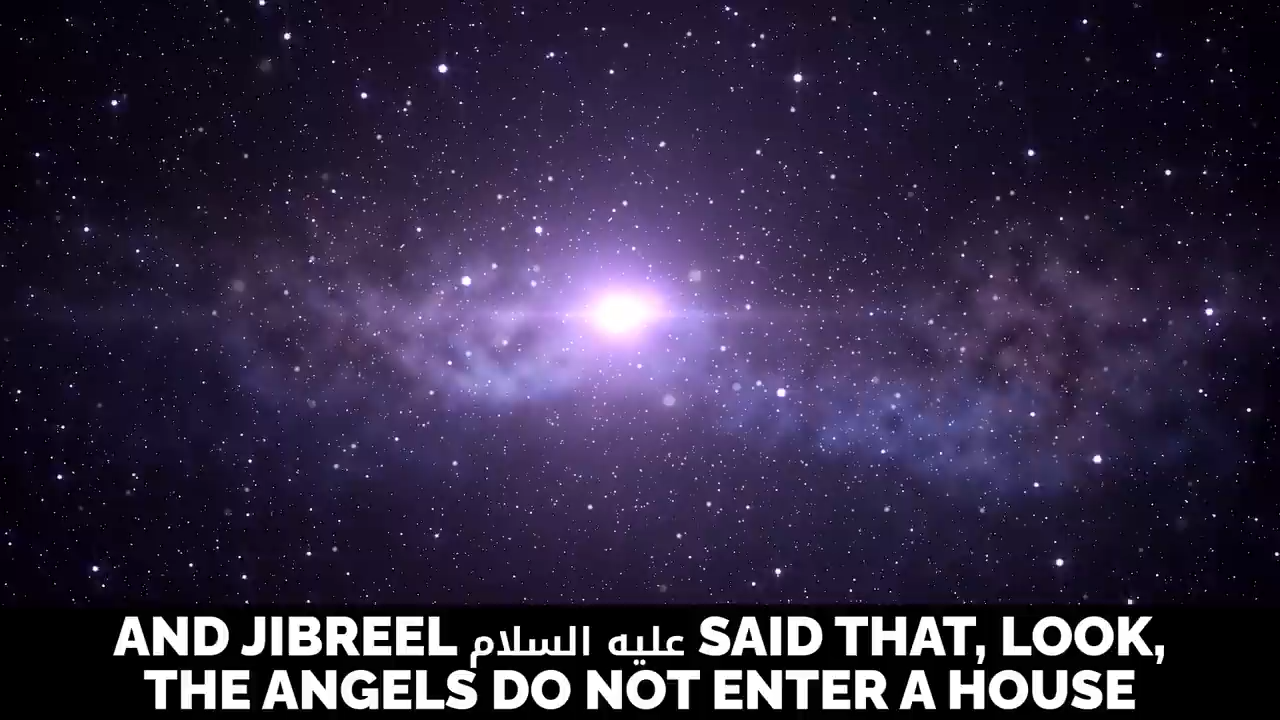 AND JIBREEL عليه السلام SAID THAT, LOOK,
THE ANGELS DO NOT ENTER A HOUSE